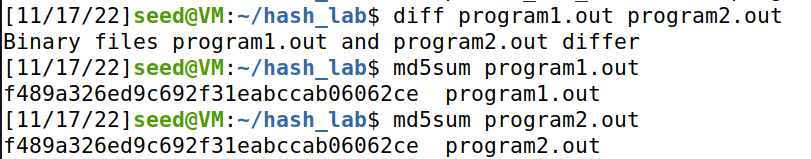 [11/17/22]seed@VM:~/hash_lab$ diff program1.out program2.out
Binary files program1.out and program2.out differ
[11/17/22]seed@VM:~/hash_lab$ md5sum program1.out
f489a326ed9c692f31eabccab06062ce  program1.out
[11/17/22]seed@VM:~/hash_lab$ md5sum program2.out
f489a326ed9c692f31eabccab06062ce  program2.out